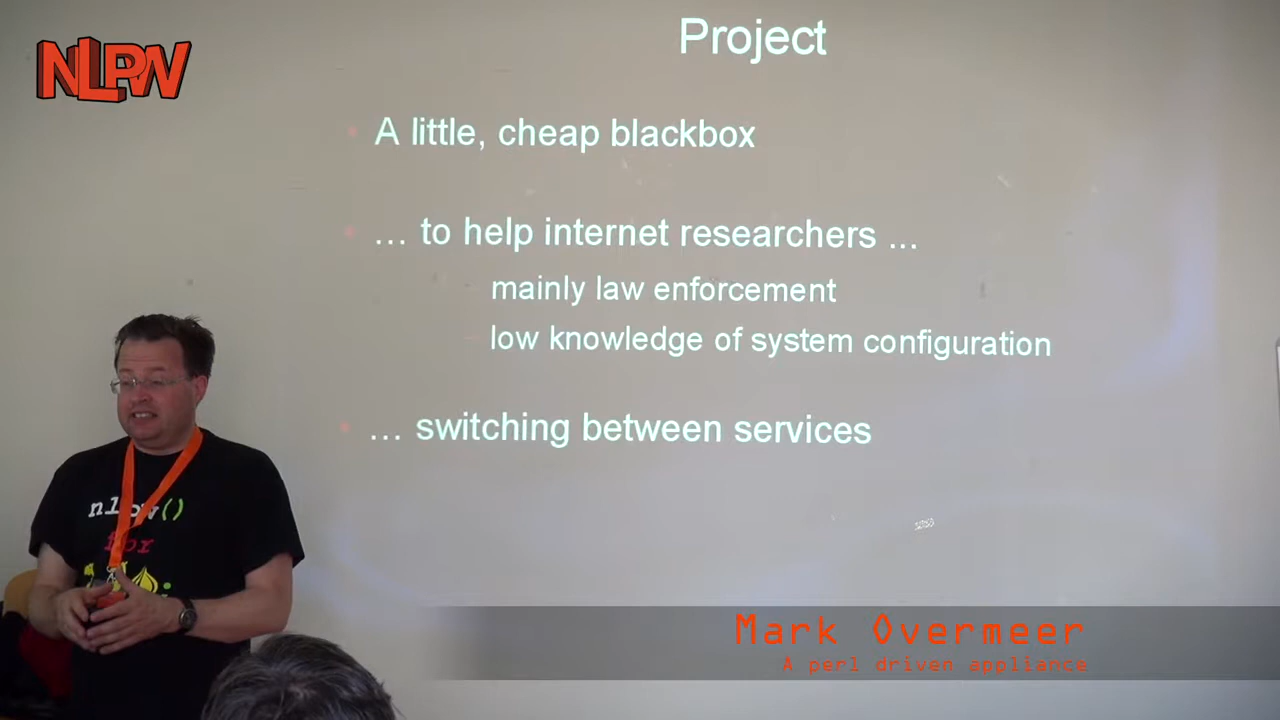 NLPW
Project
A little, cheap blackbox
… to help internet researchers ...
mainly law enforcement
low knowledge of system configuration
… switching between services
nlpw()
for
Mark Overmeer
A perl driven appliance